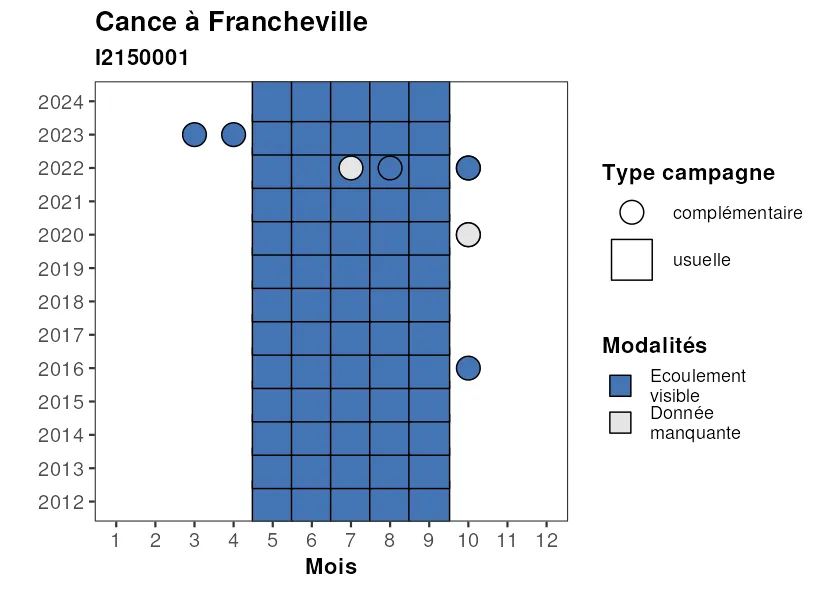 Cance à Francheville
I2150001
2024
2023
2022
2021
2020
2019
2018
2017
2016
2015
2014
2013
2012
1 2 3 4 5 6 7 8 9 10 11 12
Mois
Type campagne
complémentaire
usuelle
Modalités
Ecoulement
visible
Donnée
manquante